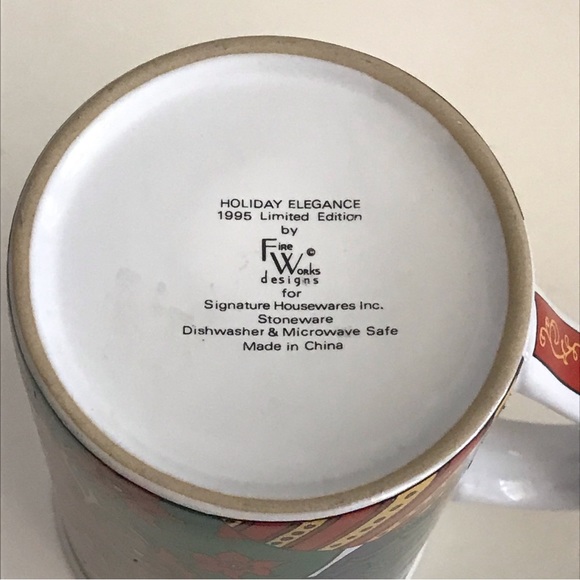 HOLIDAY ELEGANCE
1995 Limited Edition
by
Fire ©
Works
designs
for
Signature Housewares Inc.
Stoneware
Dishwasher & Microwave Safe
Made in China